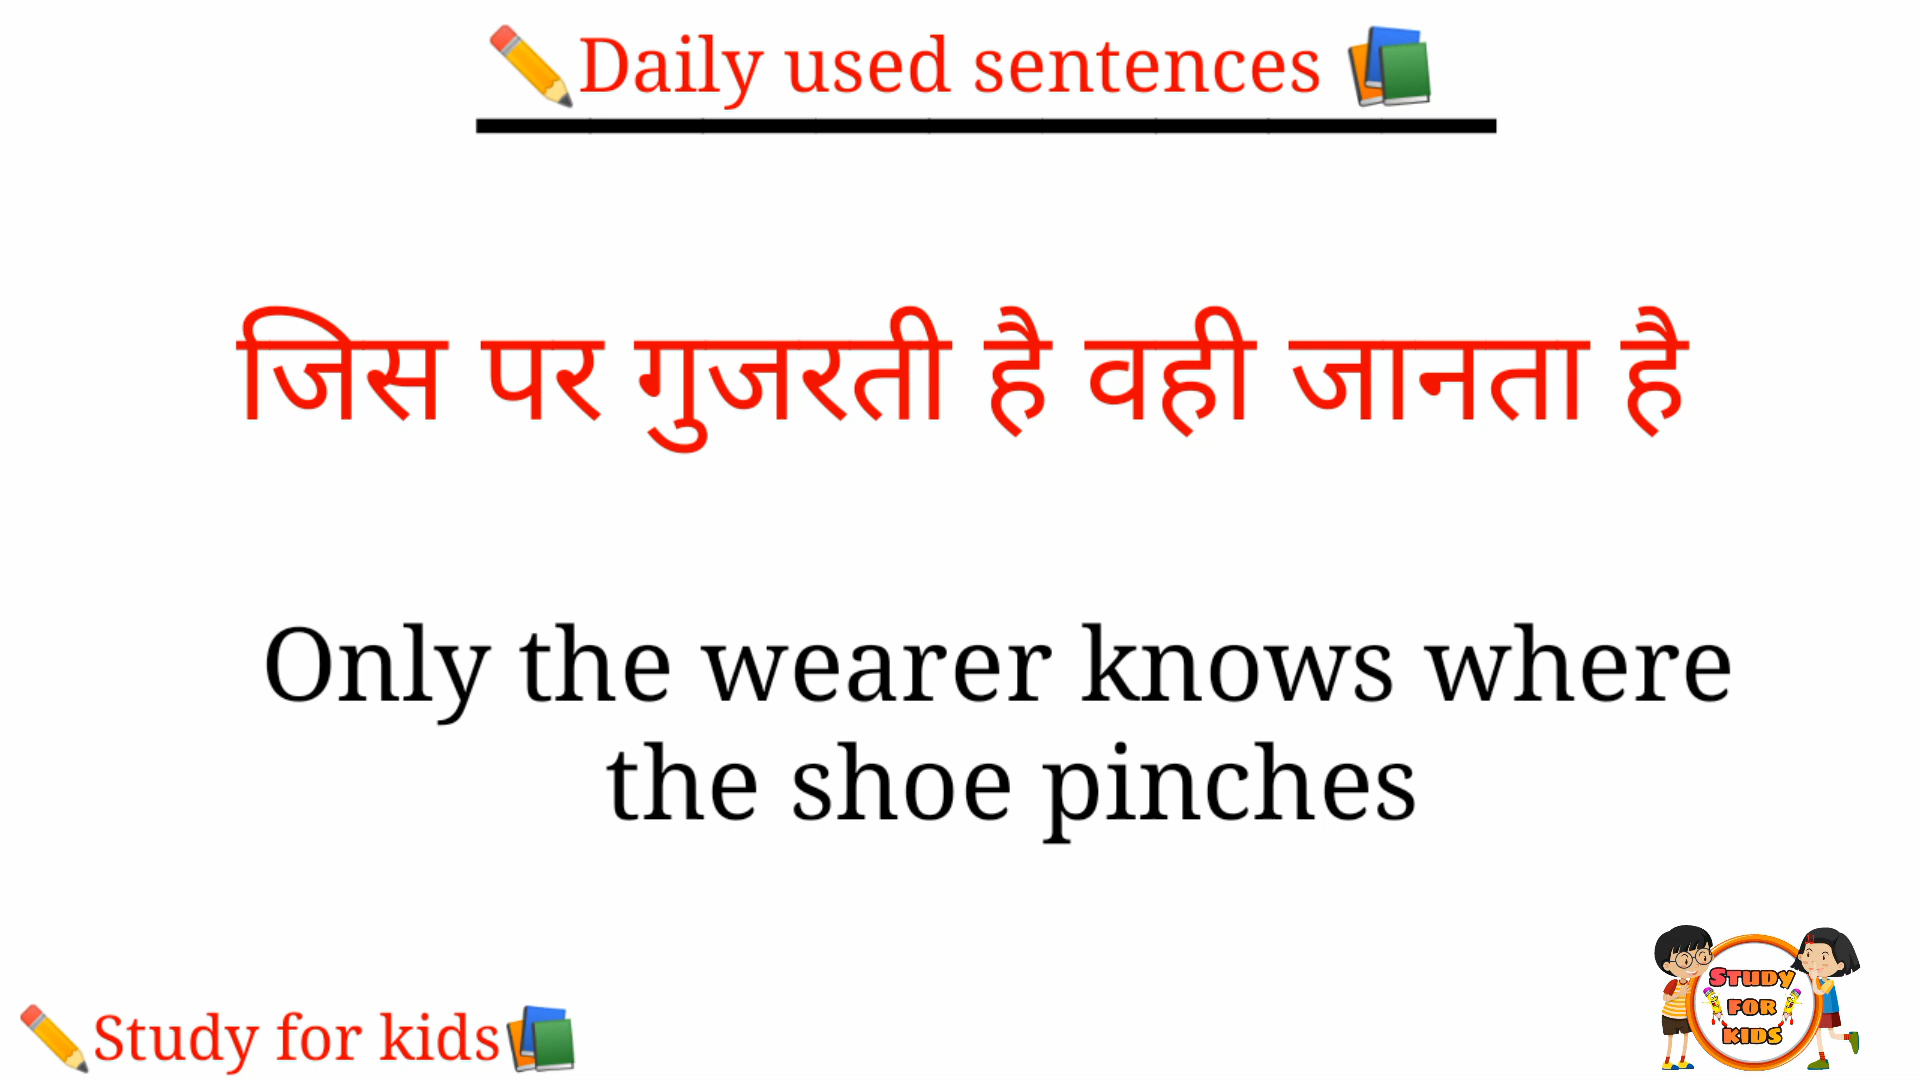 ✏️Daily used sentences 📚
जिस पर गुजरती है वही जानता है
Only the wearer knows where
the shoe pinches
✏️Study for kids📚
STUDY
FOR
KIDS